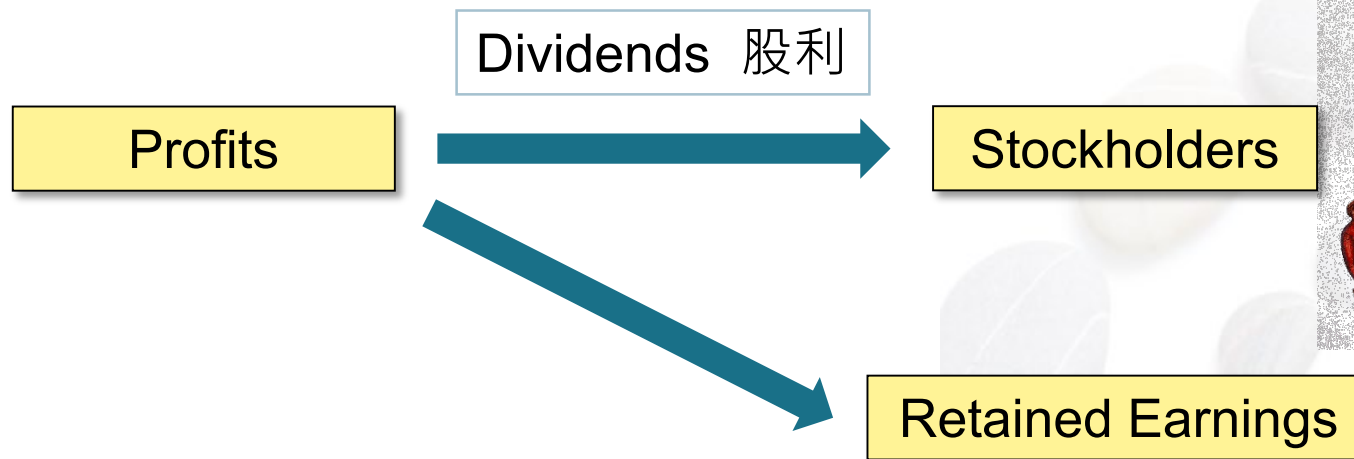 Dividends 股利
Profits
Stockholders
Retained Earnings